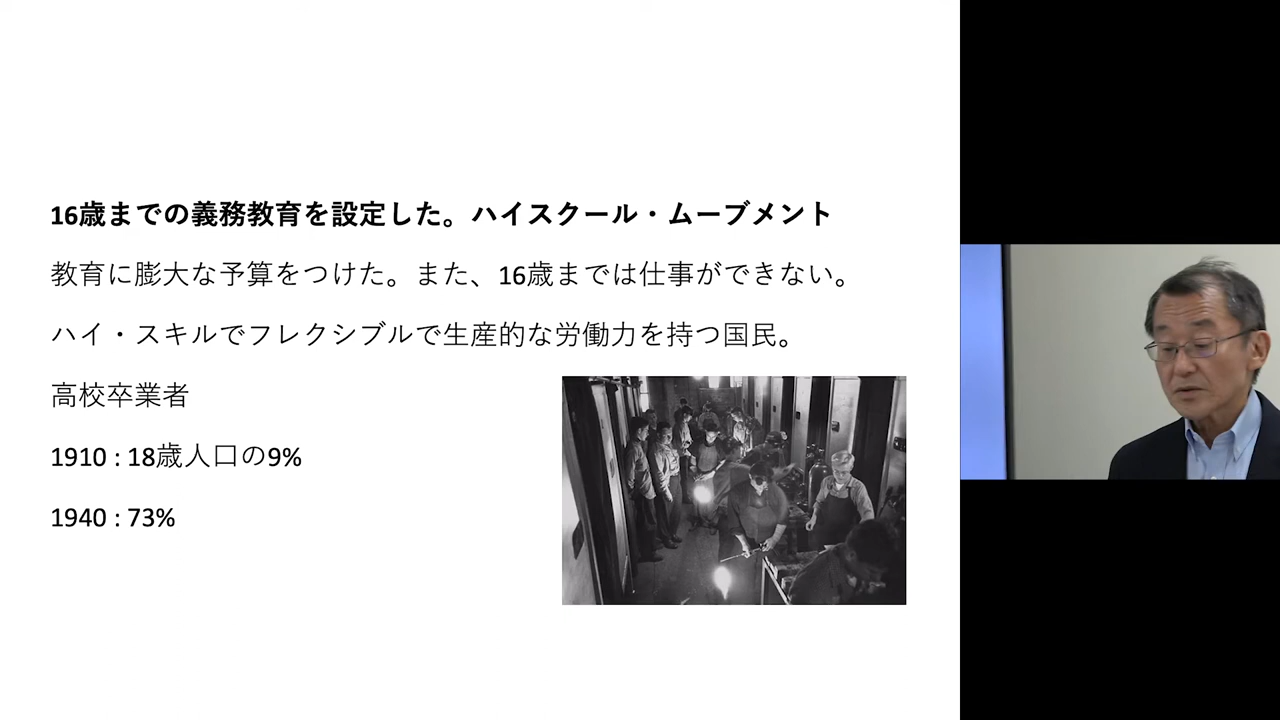 16歳までの義務教育を設定した。ハイスクール・ムーブメント
教育に膨大な予算をつけた。また、16歳までは仕事ができない。
ハイ・スキルでフレクシブルで生産的な労働力を持つ国民。
高校卒業者
1910 : 18歳人口の9%
1940 : 73%